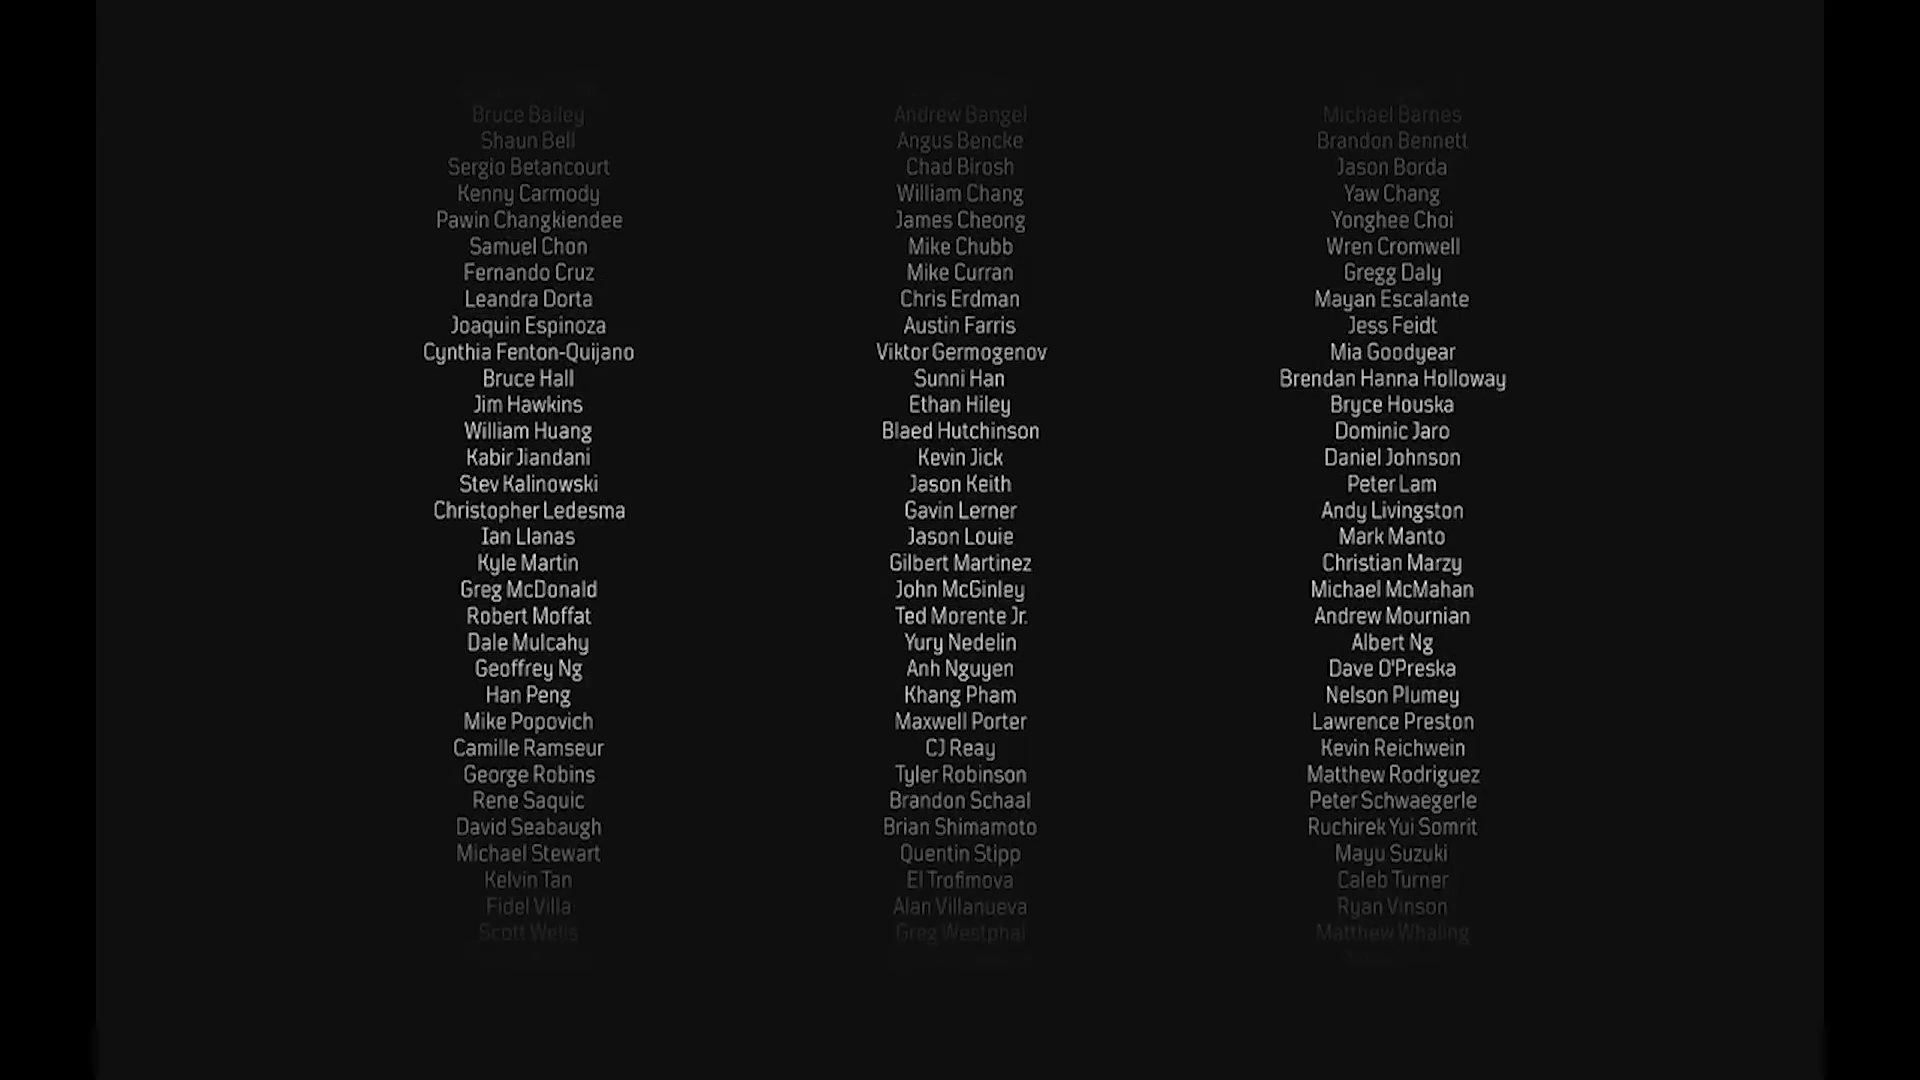 Bruce Bailey Andrew Bangel Michael Barnes
Shaun Bell Angus Bencke Brandon Bennett
Sergio Betancourt Chad Birosh Jason Borda
Kenny Carmody William Chang Yaw Chang
Pawin Changkiendee James Cheong Yonghee Choi
Samuel Chon Mike Chubb Wren Cromwell
Fernando Cruz Mike Curran Gregg Daly
Leandra Dorta Chris Erdman Mayan Escalante
Joaquin Espinoza Austin Farris Jess Feidt
Cynthia Fenton-Quijano Viktor Germogenov Mia Goodyear
Bruce Hall Sunni Han Brendan Hanna Holloway
Jim Hawkins Ethan Hiley Bryce Houska
William Huang Blaed Hutchinson Dominic Jaro
Kabir Jiandani Kevin Jick Daniel Johnson
Stev Kalinowski Jason Keith Peter Lam
Christopher Ledesma Gavin Lerner Andy Livingston
Ian Llanas Jason Louie Mark Manto
Kyle Martin Gilbert Martinez Christian Marzy
Greg McDonald John McGinley Michael McMahan
Robert Moffat Ted Morente Jr. Andrew Mournian
Dale Mulcahy Yury Nedelin Albert Ng
Geoffrey Ng Anh Nguyen Dave O'Preska
Han Peng Khang Pham Nelson Plumey
Mike Popovich Maxwell Porter Lawrence Preston
Camille Ramseur CJ Reay Kevin Reichwein
George Robins Tyler Robinson Matthew Rodriguez
Rene Saquic Brandon Schaal Peter Schwaegerle
David Seabaugh Brian Shimamoto Ruchirek Yui Somrit
Michael Stewart Quentin Stipp Mayu Suzuki
Kelvin Tan El Trofimova Caleb Turner
Fidel Villa Alan Villanueva Ryan Vinson
Scott Wells Greg Westphal Matthew Whaling